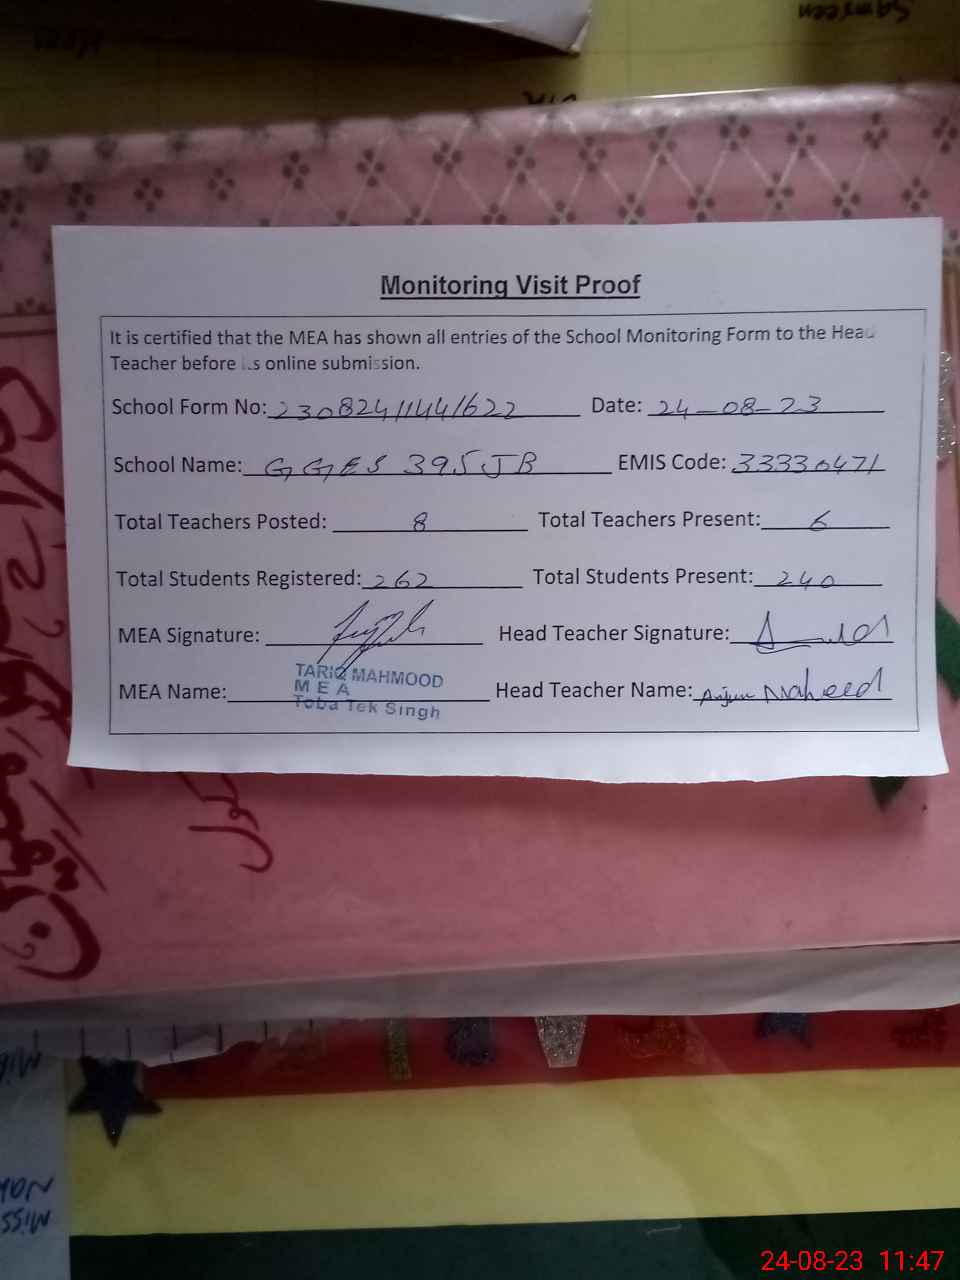 Samreen
Monitoring Visit Proof
It is certified that the MEA has shown all entries of the School Monitoring Form to the Head
Teacher before its online submission.
School Form No: 23082411441622 Date: 24-08-23
School Name: GGES 395 JB EMIS Code: 33330471
Total Teachers Posted: 8 Total Teachers Present: 6
Total Students Registered: 262 Total Students Present: 240
MEA Signature: Head Teacher Signature:
TARIQ MAHMOOD
MEA
Toba Tek Singh
MEA Name: Head Teacher Name: Anjum Naheed
Miss
24-08-23 11:47